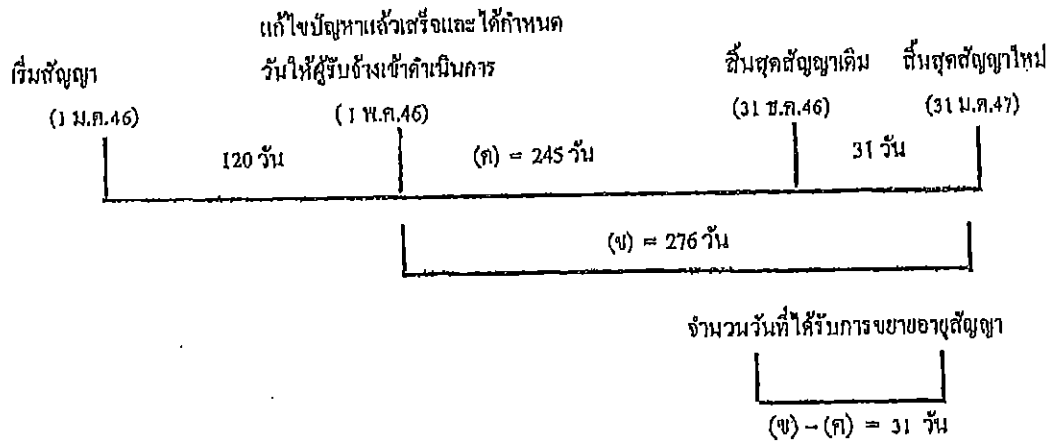 แก้ไขปัญหาแล้วเสร็จและได้กำหนด
เริ่มสัญญา วันให้ผู้รับจ้างเข้าดำเนินการ สิ้นสุดสัญญาเดิม สิ้นสุดสัญญาใหม่
(1 ม.ค.46) (1 พ.ค.46) (31 ธ.ค.46) (31 ม.ค.47)
120 วัน (ค) = 245 วัน 31 วัน
(ข) = 276 วัน
จำนวนวันที่ได้รับการขยายอายุสัญญา
(ข) - (ค) = 31 วัน